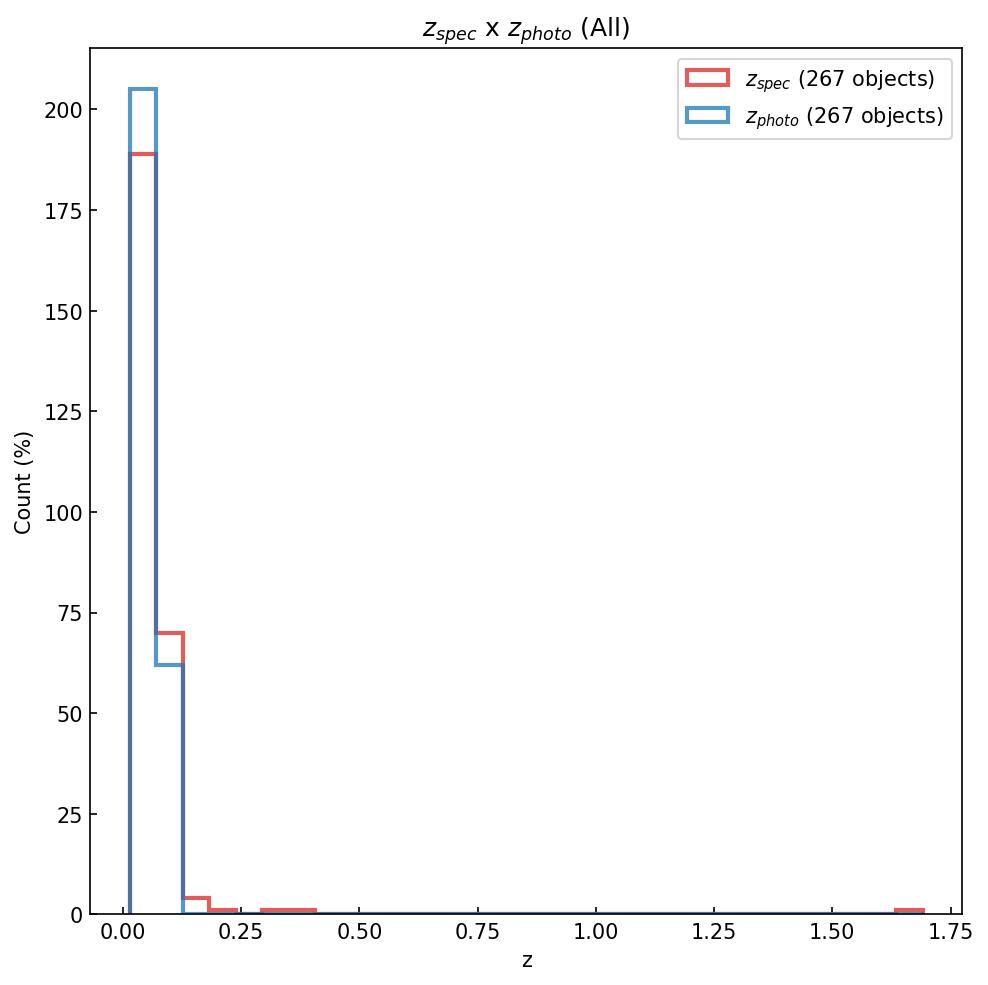 z_spec x z_photo (All)
z_spec (267 objects)
z_photo (267 objects)
Count (%)
200
175
150
125
100
75
50
25
0
0.00 0.25 0.50 0.75 1.00 1.25 1.50 1.75
z